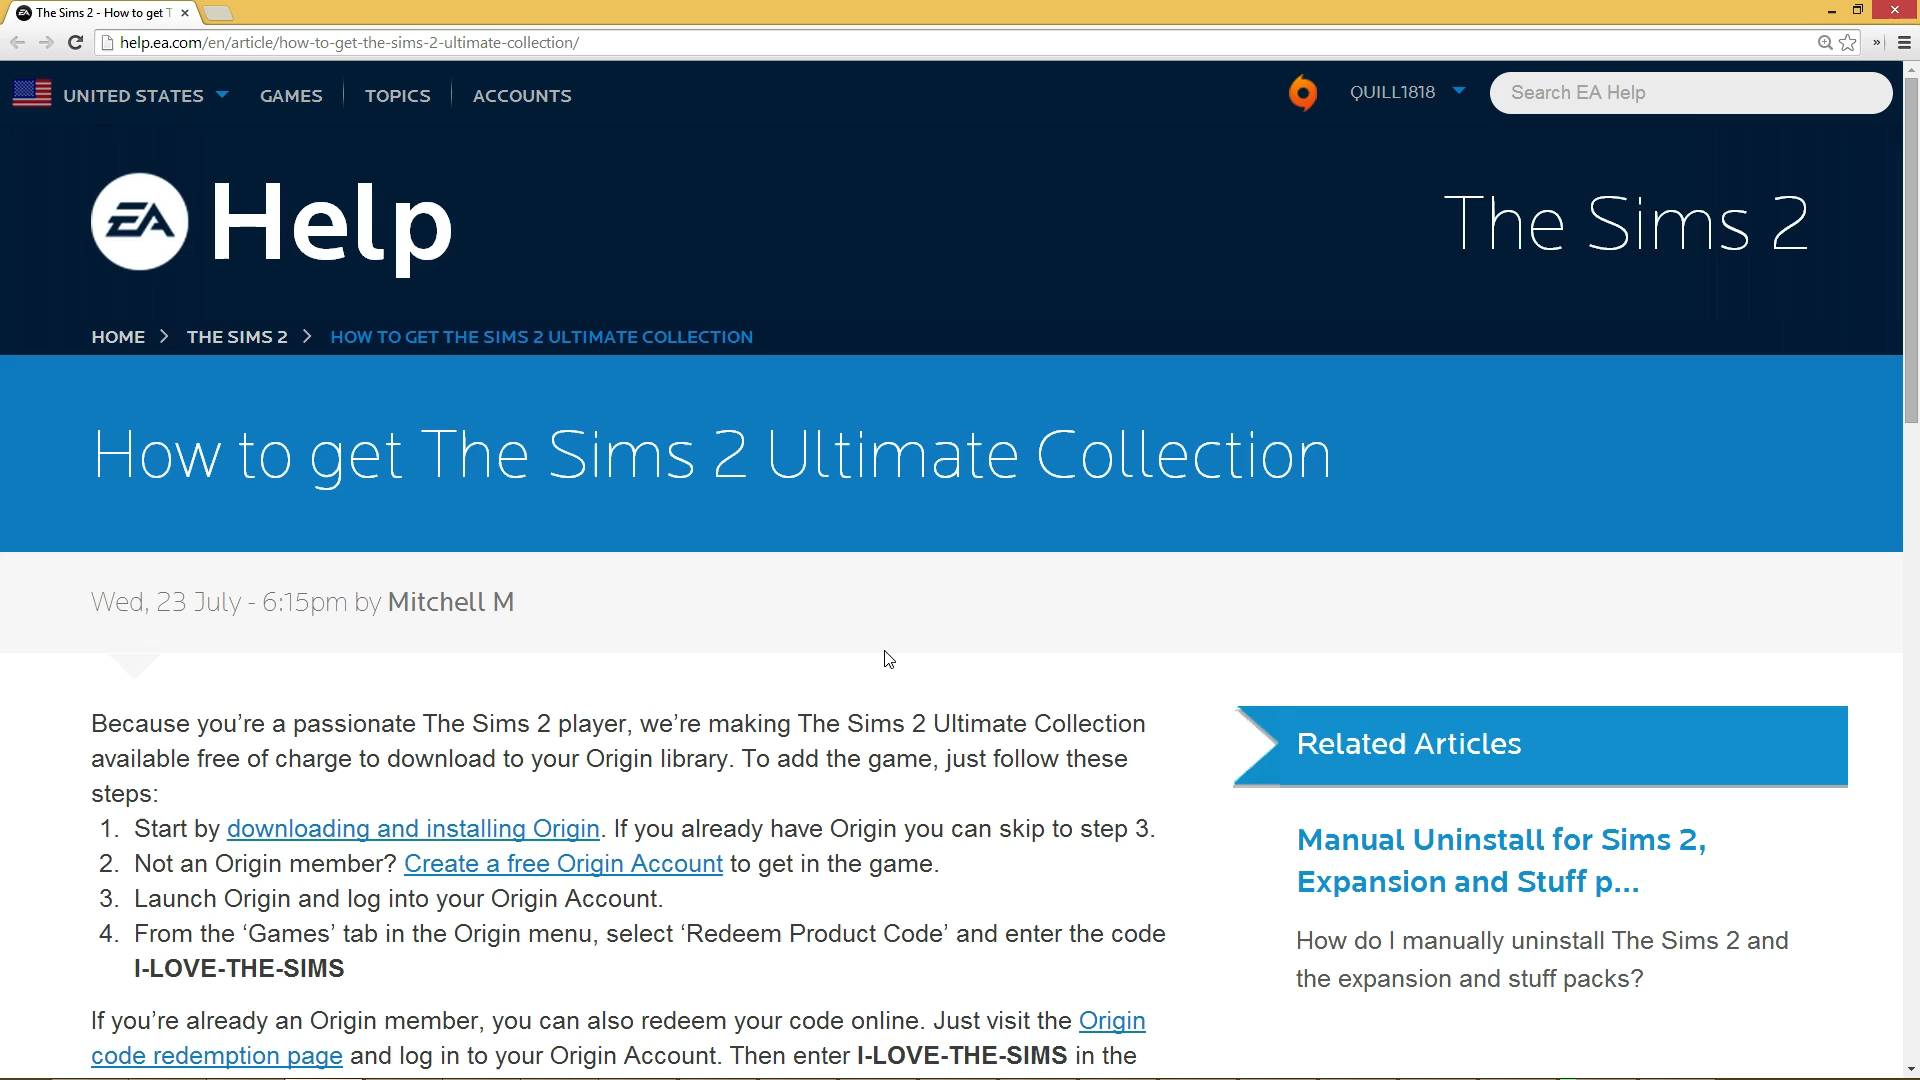 The Sims 2 - How to get T
help.ea.com/en/article/how-to-get-the-sims-2-ultimate-collection/
UNITED STATES GAMES TOPICS ACCOUNTS QUILL1818 Search EA Help
EA Help The Sims 2
HOME > THE SIMS 2 > HOW TO GET THE SIMS 2 ULTIMATE COLLECTION
How to get The Sims 2 Ultimate Collection
Wed, 23 July - 6:15pm by Mitchell M
Because you’re a passionate The Sims 2 player, we’re making The Sims 2 Ultimate Collection
available free of charge to download to your Origin library. To add the game, just follow these
steps:
1. Start by downloading and installing Origin. If you already have Origin you can skip to step 3.
2. Not an Origin member? Create a free Origin Account to get in the game.
3. Launch Origin and log into your Origin Account.
4. From the ‘Games’ tab in the Origin menu, select ‘Redeem Product Code’ and enter the code
I-LOVE-THE-SIMS
If you’re already an Origin member, you can also redeem your code online. Just visit the Origin
code redemption page and log in to your Origin Account. Then enter I-LOVE-THE-SIMS in the
Related Articles
Manual Uninstall for Sims 2,
Expansion and Stuff p...
How do I manually uninstall The Sims 2 and
the expansion and stuff packs?